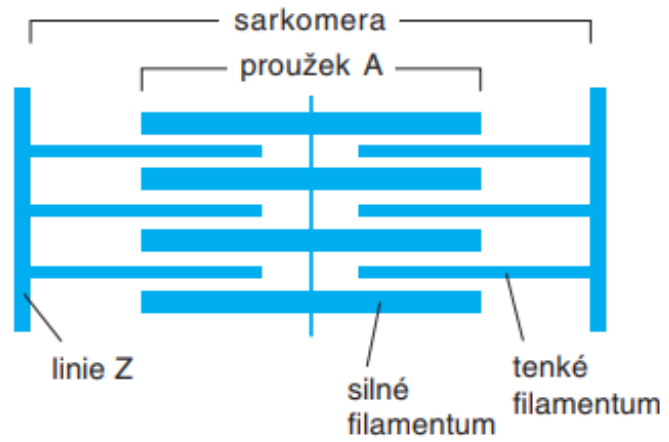 sarkomera
proužek A
linie Z
silné
filamentum
tenké
filamentum